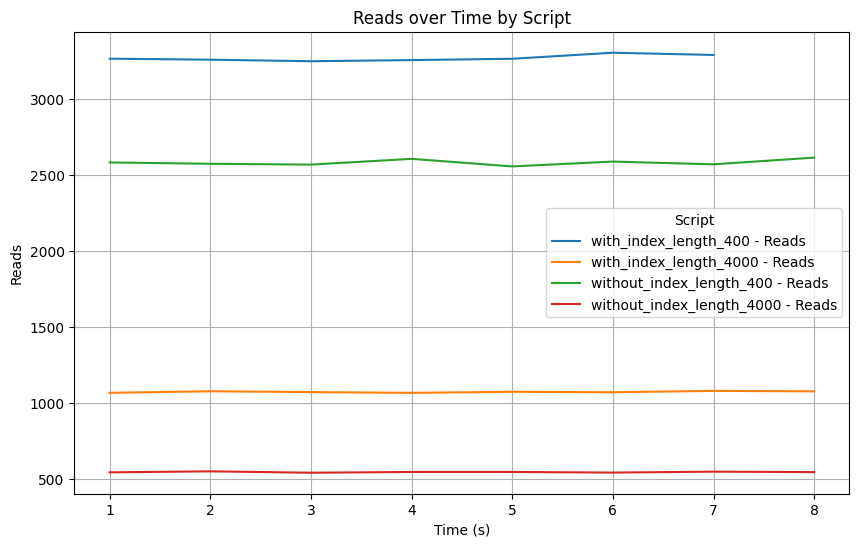 Reads over Time by Script
Reads
3000
2500
2000
1500
1000
500
Script
with_index_length_400 - Reads
with_index_length_4000 - Reads
without_index_length_400 - Reads
without_index_length_4000 - Reads
1 2 3 4 5 6 7 8
Time (s)